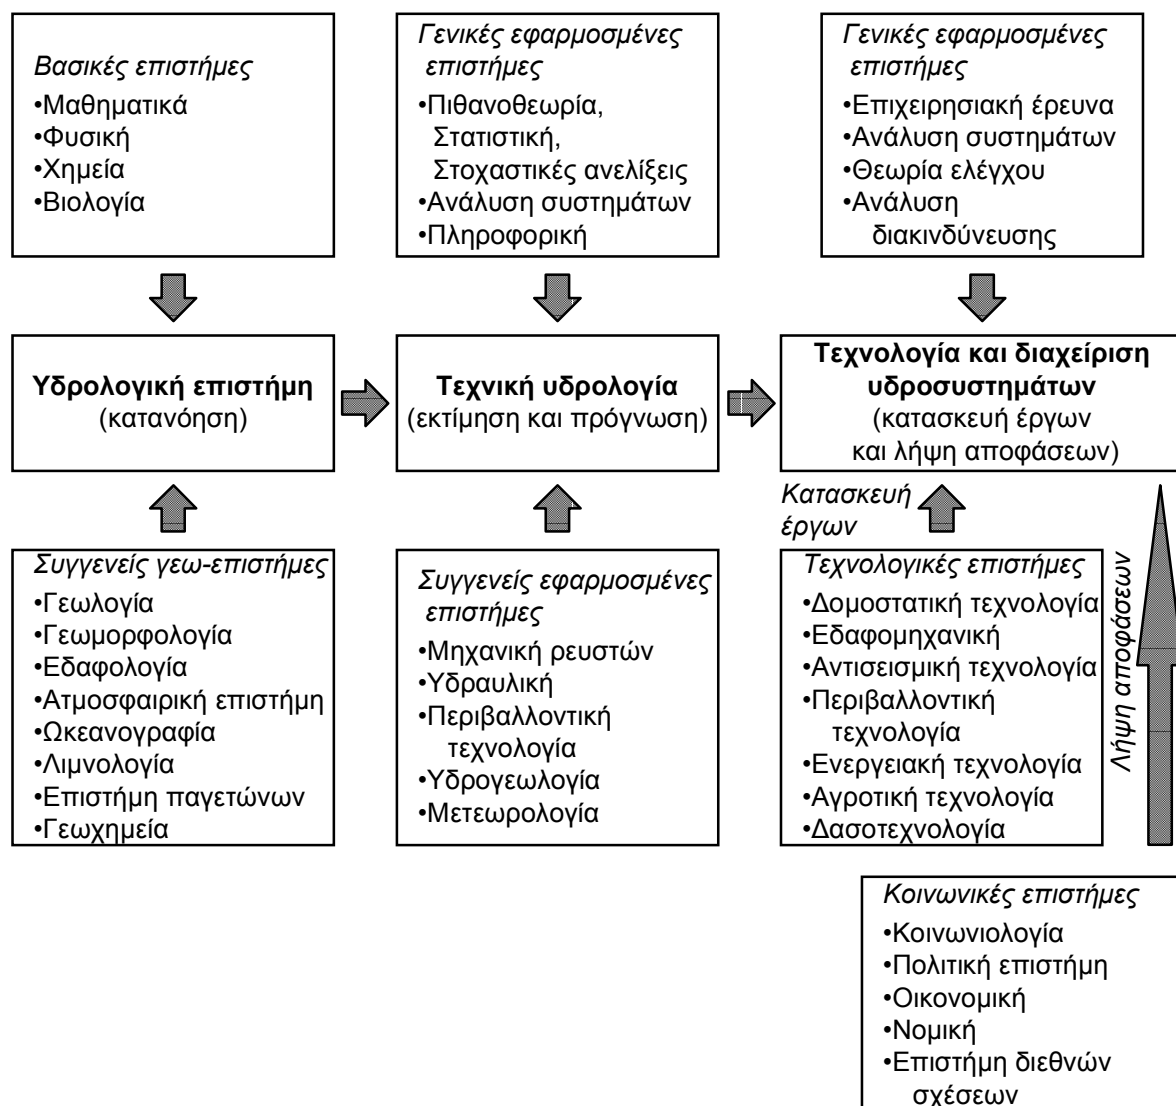 Βασικές επιστήμες
•Μαθηματικά
•Φυσική
•Χημεία
•Βιολογία
Γενικές εφαρμοσμένες
επιστήμες
•Πιθανοθεωρία,
Στατιστική,
Στοχαστικές ανελίξεις
•Ανάλυση συστημάτων
•Πληροφορική
Γενικές εφαρμοσμένες
επιστήμες
•Επιχειρησιακή έρευνα
•Ανάλυση συστημάτων
•Θεωρία ελέγχου
•Ανάλυση
διακινδύνευσης
Υδρολογική επιστήμη
(κατανόηση)
Τεχνική υδρολογία
(εκτίμηση και πρόγνωση)
Τεχνολογία και διαχείριση
υδροσυστημάτων
(κατασκευή έργων
και λήψη αποφάσεων)
Συγγενείς γεω-επιστήμες
•Γεωλογία
•Γεωμορφολογία
•Εδαφολογία
•Ατμοσφαιρική επιστήμη
•Ωκεανογραφία
•Λιμνολογία
•Επιστήμη παγετώνων
•Γεωχημεία
Συγγενείς εφαρμοσμένες
επιστήμες
•Μηχανική ρευστών
•Υδραυλική
•Περιβαλλοντική
τεχνολογία
•Υδρογεωλογία
•Μετεωρολογία
Κατασκευή
έργων
Τεχνολογικές επιστήμες
•Δομοστατική τεχνολογία
•Εδαφομηχανική
•Αντισεισμική τεχνολογία
•Περιβαλλοντική
τεχνολογία
•Ενεργειακή τεχνολογία
•Αγροτική τεχνολογία
•Δασοτεχνολογία
Λήψη αποφάσεων
Κοινωνικές επιστήμες
•Κοινωνιολογία
•Πολιτική επιστήμη
•Οικονομική
•Νομική
•Επιστήμη διεθνών
σχέσεων